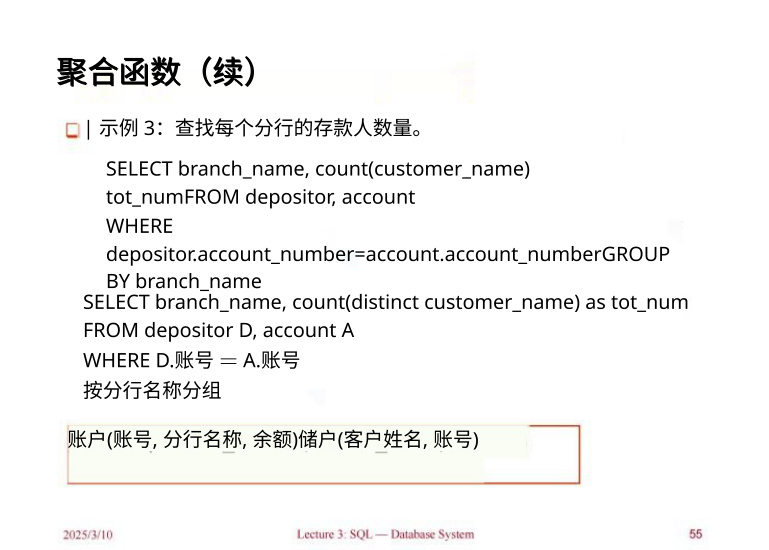 聚合函数（续）
| 示例 3：查找每个分行的存款人数量。
SELECT branch_name, count(customer_name)
tot_numFROM depositor, account
WHERE
depositor.account_number=account.account_numberGROUP
BY branch_name
SELECT branch_name, count(distinct customer_name) as tot_num
FROM depositor D, account A
WHERE D.账号 = A.账号
按分行名称分组
账户(账号, 分行名称, 余额)储户(客户姓名, 账号)
2025/3/10 Lecture 3: SQL — Database System 55